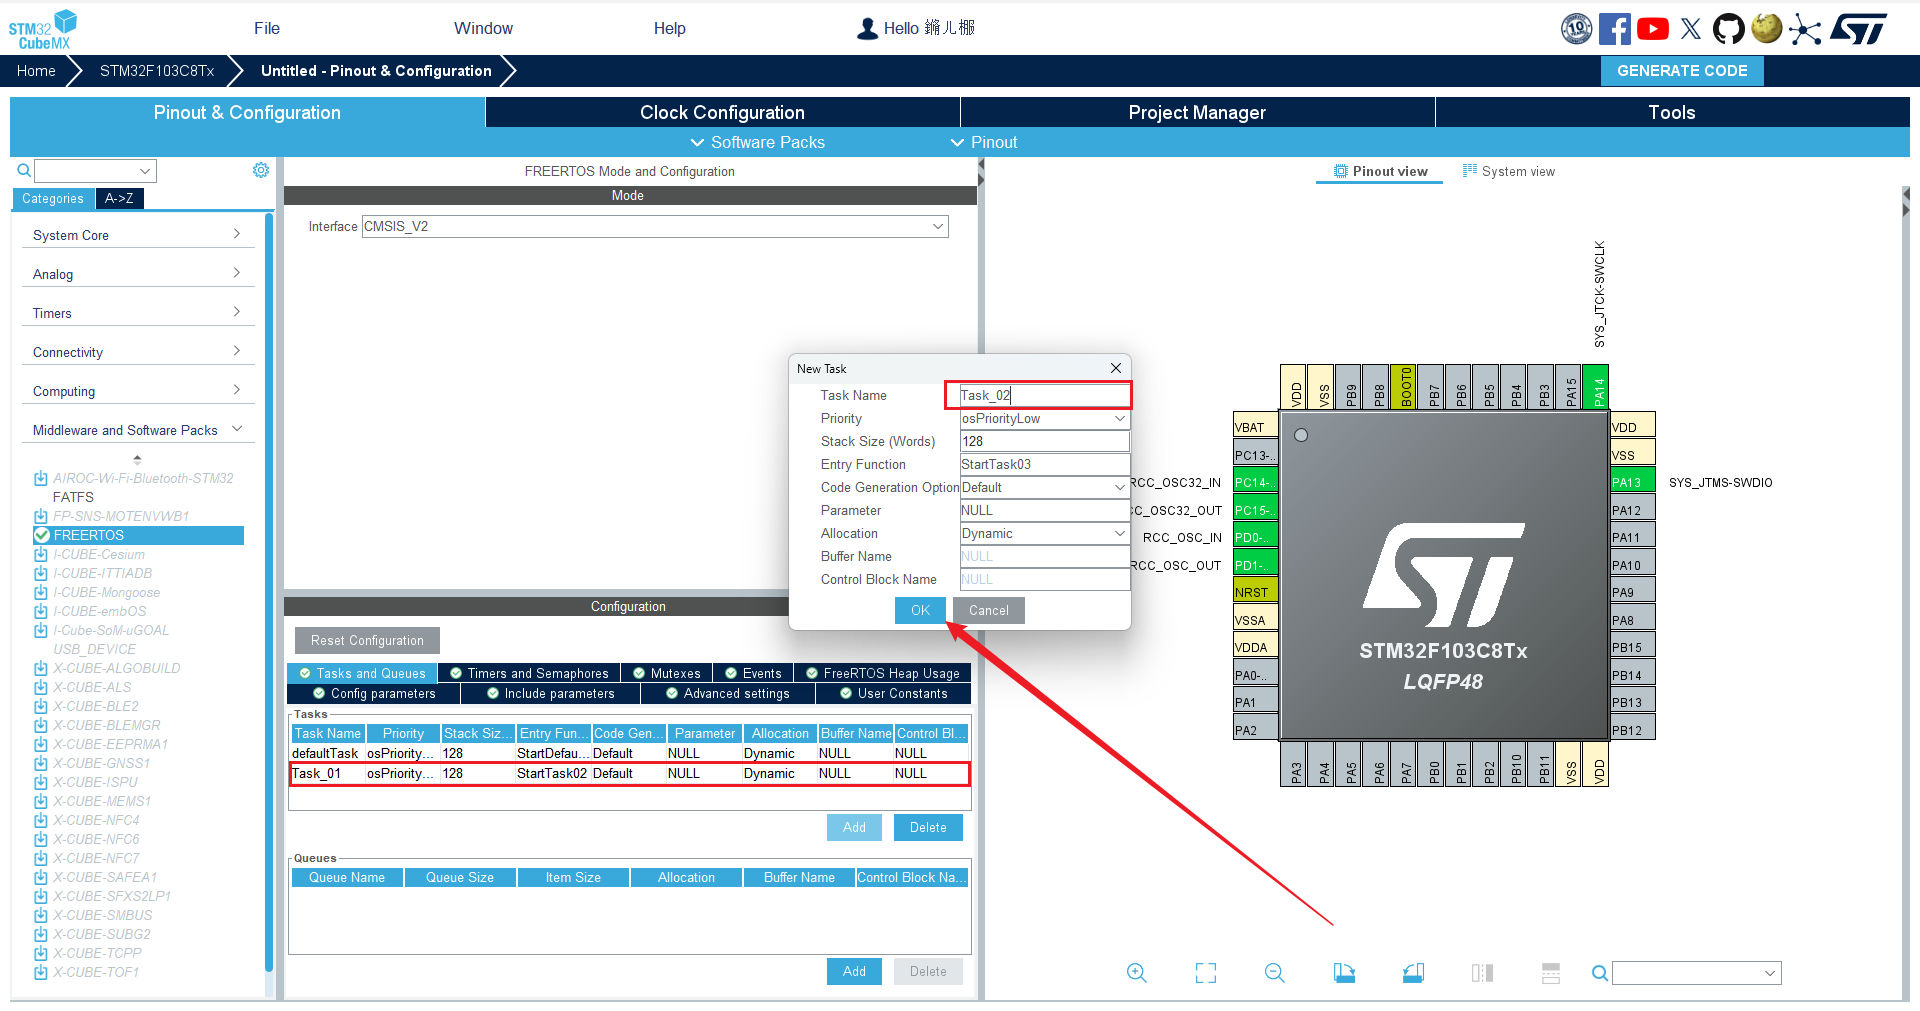 STM32
CubeMX
File
Window
Help
Hello 鏅儿棚
10
ST
Home
STM32F103C8Tx
Untitled - Pinout & Configuration
GENERATE CODE
Pinout & Configuration
Clock Configuration
Project Manager
Tools
Software Packs
Pinout
Categories
A->Z
System Core
Analog
Timers
Connectivity
Computing
Middleware and Software Packs
AIROC-Wi-Fi-Bluetooth-STM32
FATFS
FP-SNS-MOTENVWB1
FREERTOS
I-CUBE-Cesium
I-CUBE-ITTIADB
I-CUBE-Mongoose
I-CUBE-embOS
I-Cube-SoM-uGOAL
USB_DEVICE
X-CUBE-ALGOBUILD
X-CUBE-ALS
X-CUBE-BLE2
X-CUBE-BLEMGR
X-CUBE-EEPRMA1
X-CUBE-GNSS1
X-CUBE-ISPU
X-CUBE-MEMS1
X-CUBE-NFC4
X-CUBE-NFC6
X-CUBE-NFC7
X-CUBE-SAFEA1
X-CUBE-SFXS2LP1
X-CUBE-SMBUS
X-CUBE-SUBG2
X-CUBE-TCPP
X-CUBE-TOF1
FREERTOS Mode and Configuration
Mode
Interface CMSIS_V2
Configuration
Reset Configuration
Tasks and Queues
Timers and Semaphores
Mutexes
Events
FreeRTOS Heap Usage
Config parameters
Include parameters
Advanced settings
User Constants
Tasks
Task Name Priority Stack Siz... Entry Fun... Code Gen... Parameter Allocation Buffer Name Control Bl...
defaultTask osPriority... 128 StartDefau... Default NULL Dynamic NULL NULL
Task_01 osPriority... 128 StartTask02 Default NULL Dynamic NULL NULL
Add
Delete
Queues
Queue Name Queue Size Item Size Allocation Buffer Name Control Block Na...
Add
Delete
New Task
Task Name Task_02
Priority osPriorityLow
Stack Size (Words) 128
Entry Function StartTask03
Code Generation Option Default
Parameter NULL
Allocation Dynamic
Buffer Name NULL
Control Block Name NULL
OK
Cancel
Pinout view
System view
SYS_JTCK-SWCLK
VDD
VSS
PB9
PB8
BOOT0
PB7
PB6
PB5
PB4
PB3
PA15
PA14
VBAT
PC13-..
RCC_OSC32_IN PC14-..
C_OSC32_OUT PC15-..
RCC_OSC_IN PD0-..
RCC_OSC_OUT PD1-..
NRST
VSSA
VDDA
PA0-..
PA1
PA2
VDD
VSS
PA13 SYS_JTMS-SWDIO
PA12
PA11
PA10
PA9
PA8
PB15
PB14
PB13
PB12
ST
STM32F103C8Tx
LQFP48
PA3
PA4
PA5
PA6
PA7
PB0
PB1
PB2
PB10
PB11
VSS
VDD